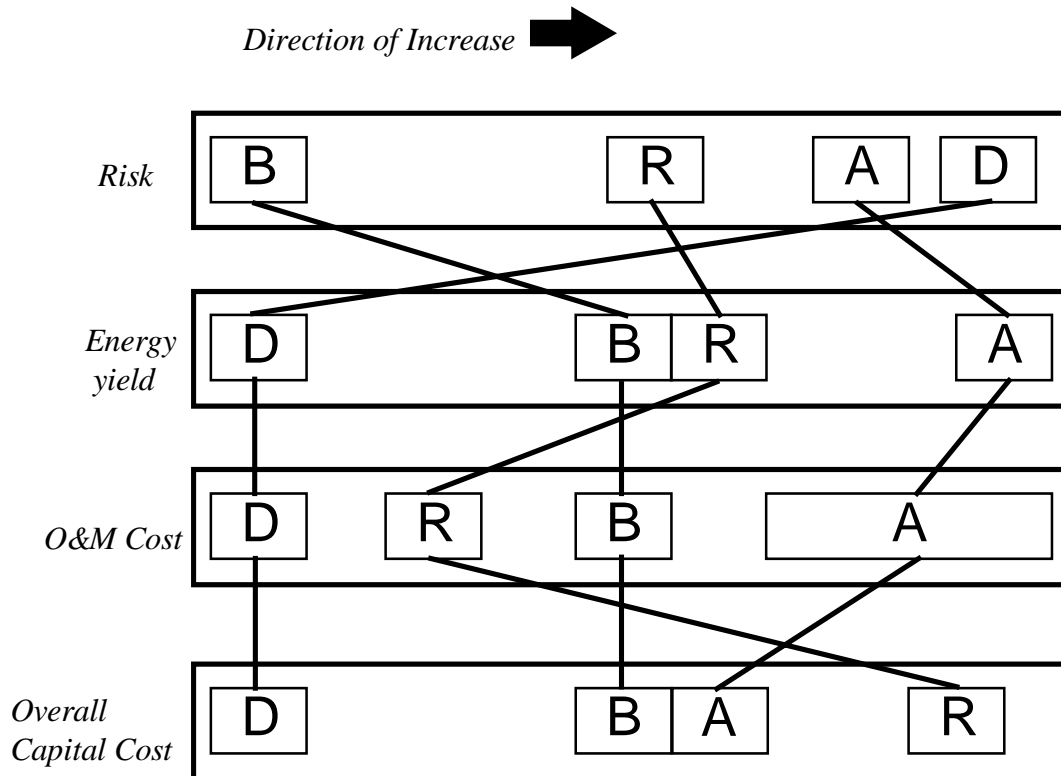 Direction of Increase
Risk
B R A D
Energy
yield
D B R A
O&M Cost
D R B A
Overall
Capital Cost
D B A R